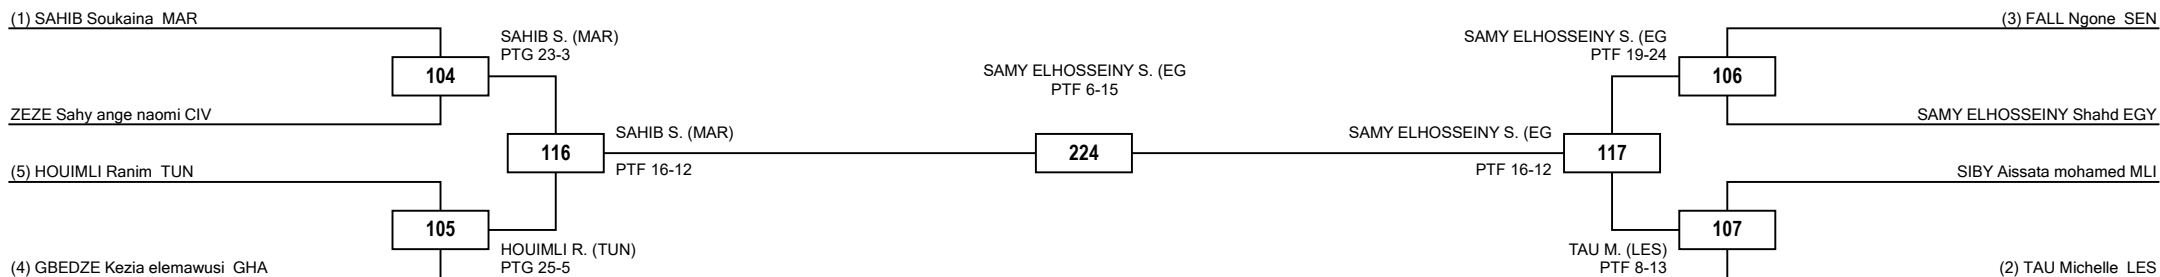 (1) SAHIB Soukaina MAR
(3) FALL Ngone SEN
SAHIB S. (MAR)
PTG 23-3
SAMY ELHOSSEINY S. (EG
PTF 19-24
104
SAMY ELHOSSEINY S. (EG
PTF 6-15
106
ZEZE Sahy ange naomi CIV
SAMY ELHOSSEINY Shahd EGY
116
SAHIB S. (MAR)
PTF 16-12
224
SAMY ELHOSSEINY S. (EG
PTF 16-12
117
(5) HOUIMLI Ranim TUN
SIBY Aissata mohamed MLI
105
107
HOUIMLI R. (TUN)
PTG 25-5
TAU M. (LES)
PTF 8-13
(4) GBEDZE Kezia elemawusi GHA
(2) TAU Michelle LES